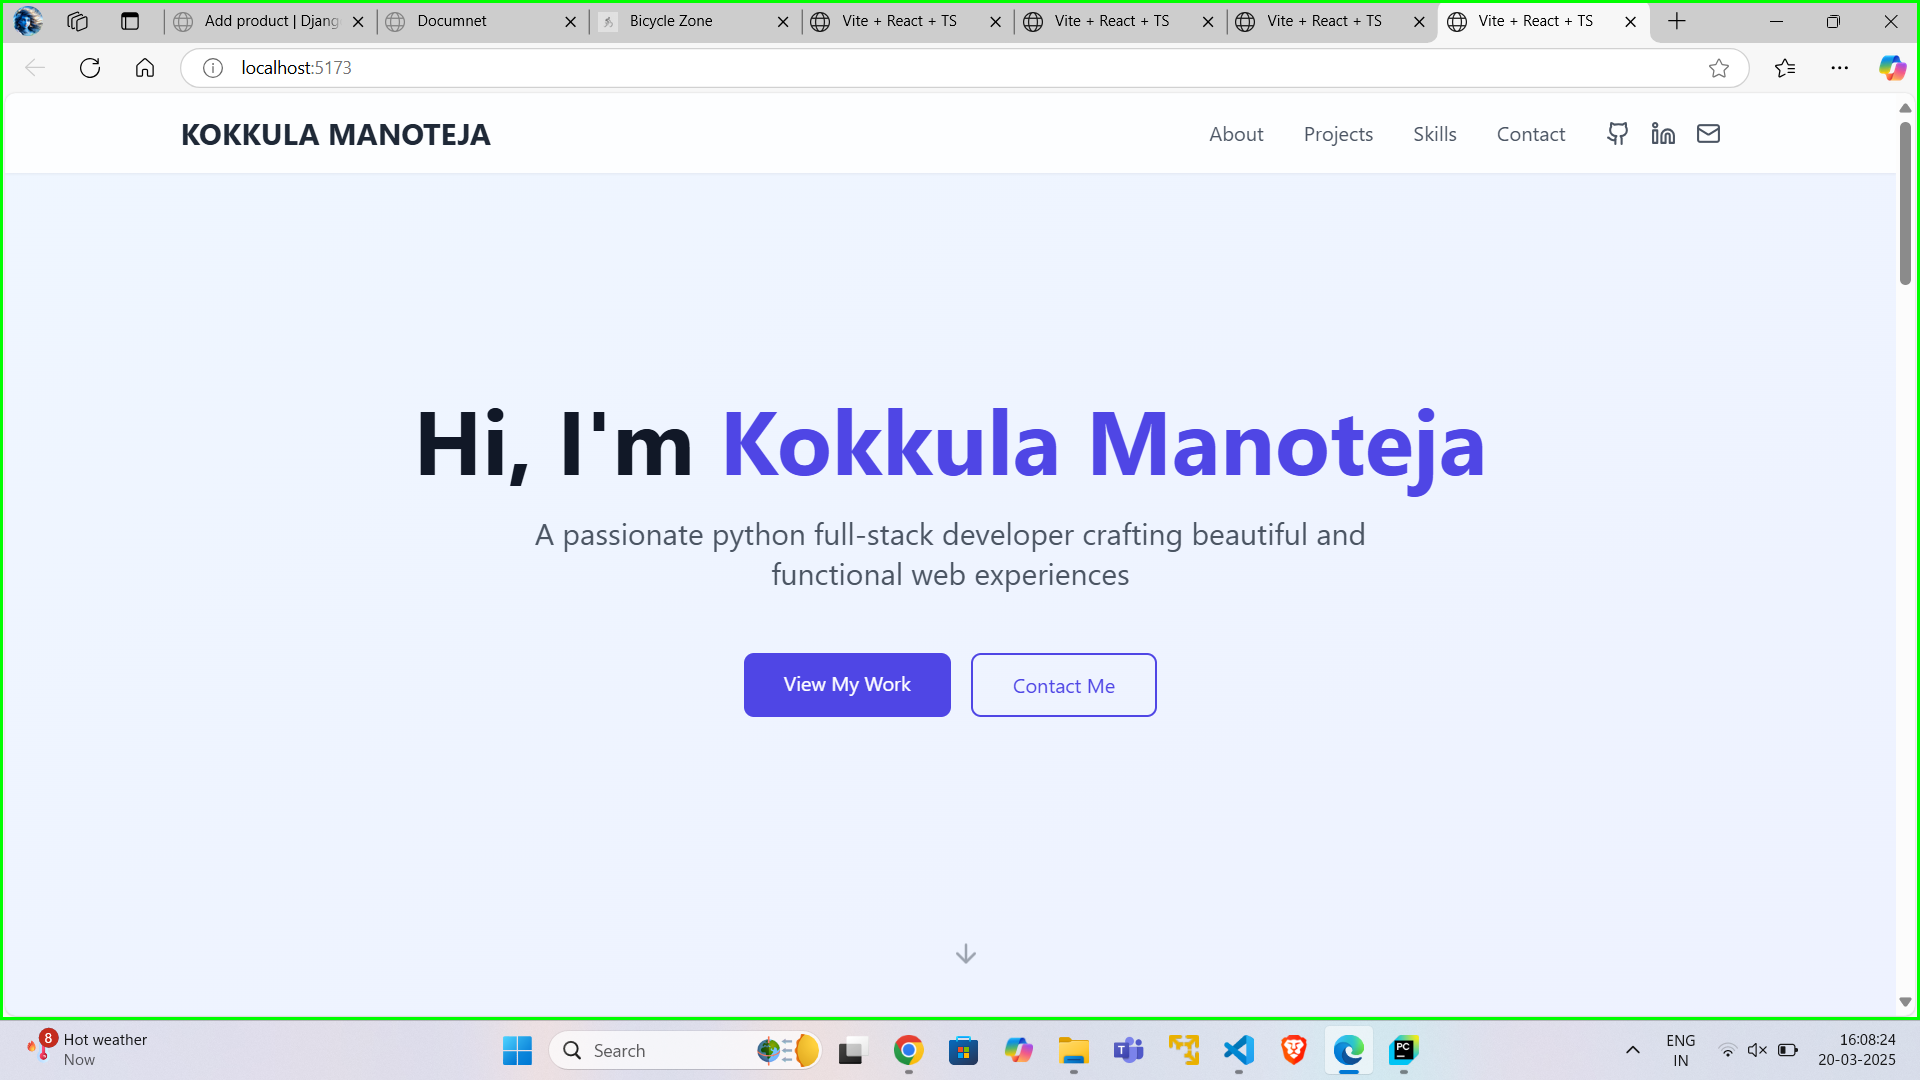 Add product | Djang
Documnet
Bicycle Zone
Vite + React + TS
Vite + React + TS
Vite + React + TS
Vite + React + TS
localhost:5173
KOKKULA MANOTEJA
About
Projects
Skills
Contact
Hi, I'm Kokkula Manoteja
A passionate python full-stack developer crafting beautiful and
functional web experiences
View My Work
Contact Me
8
Hot weather
Now
Search
PC
ENG
IN
16:08:24
20-03-2025